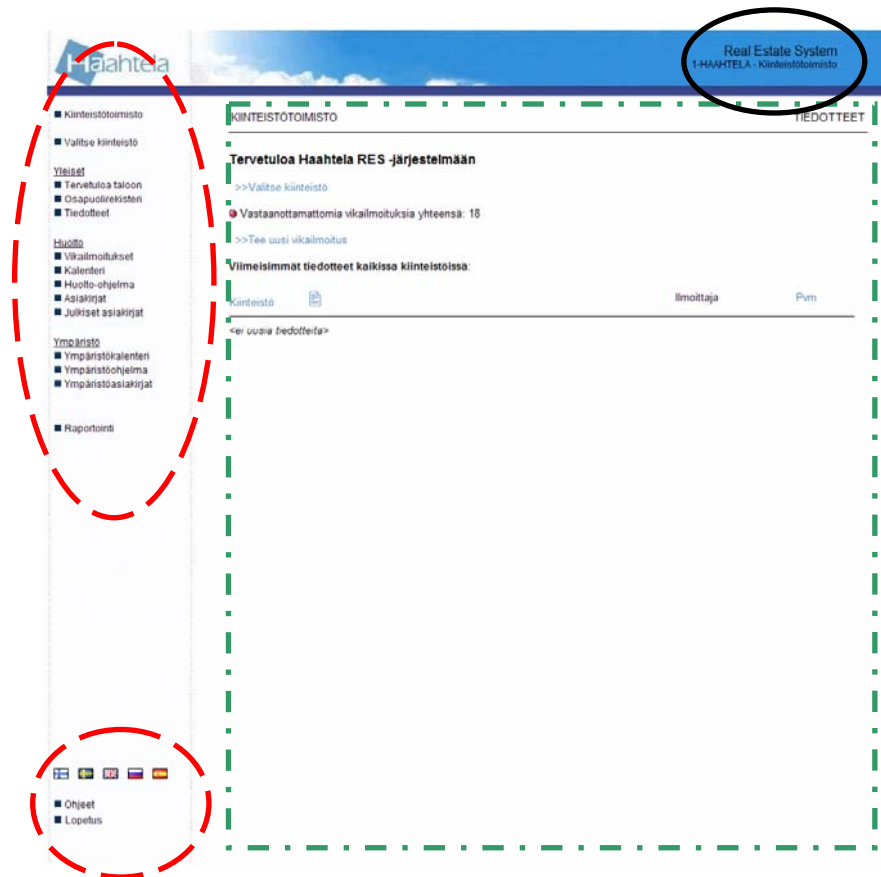 Haahtela
Real Estate System
1-HAAHTELA - Kiinteistötoimisto
Kiinteistötoimisto
Valitse kiinteistö
Yleiset
Tervetuloa taloon
Osapuolirekisteri
Tiedotteet
Huolto
Vikailmoitukset
Kalenteri
Huolto-ohjelma
Asiakirjat
Julkiset asiakirjat
Ympäristö
Ympäristökalenteri
Ympäristöohjelma
Ympäristöasiakirjat
Raportointi
Ohjeet
Lopetus
KIINTEISTÖTOIMISTO TIEDOTTEET
Tervetuloa Haahtela RES -järjestelmään
>>Valitse kiinteistö
Vastaanottamattomia vikailmoituksia yhteensä: 18
>>Tee uusi vikailmoitus
Viimeisimmät tiedotteet kaikissa kiinteistöissä:
Kiinteistö Ilmoittaja Pvm
<ei uusia tiedotteita>